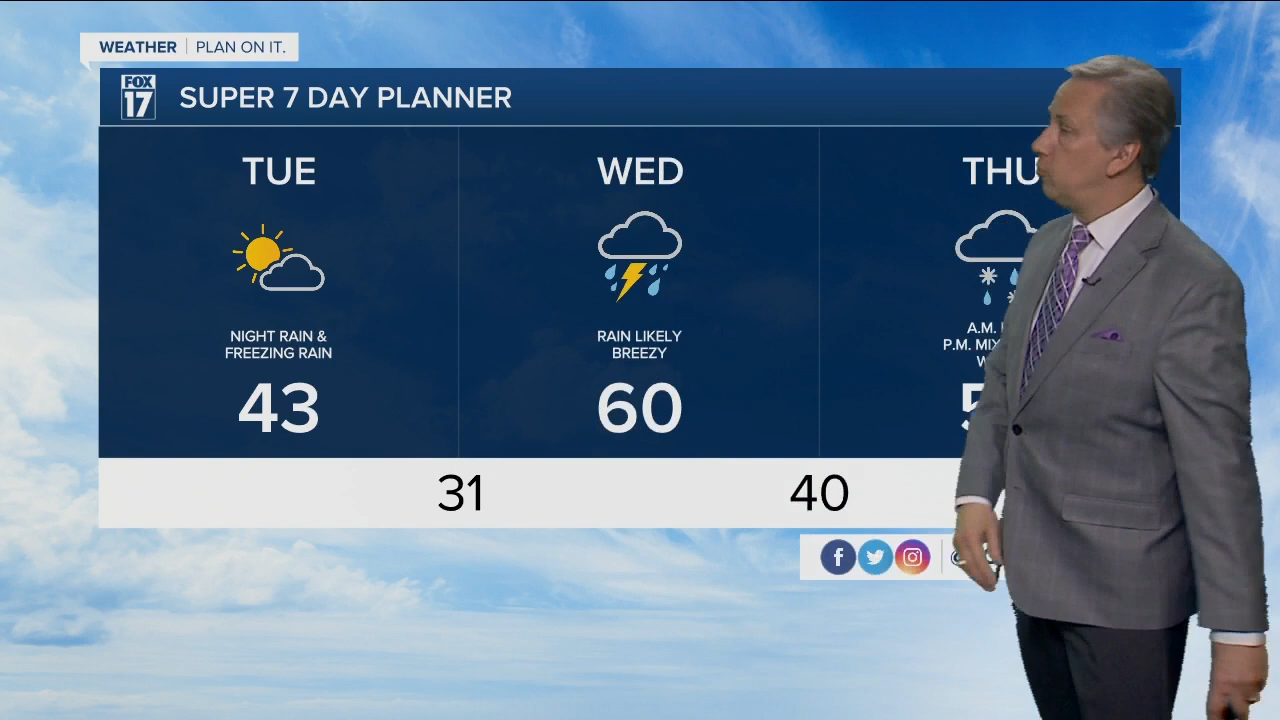 WEATHER | PLAN ON IT.
FOX 17
SUPER 7 DAY PLANNER
TUE
NIGHT RAIN &
FREEZING RAIN
43
WED
RAIN LIKELY
BREEZY
60
THU
A.M.
P.M.
31
40